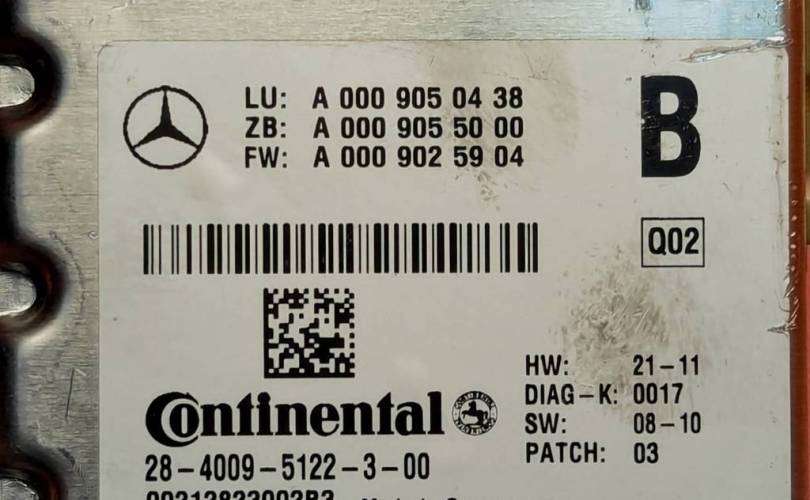 LU: A 000 905 04 38
ZB: A 000 905 50 00
FW: A 000 902 59 04
B
Q02
HW: 21-11
DIAG-K: 0017
SW: 08-10
PATCH: 03
Continental
28-4009-5122-3-00